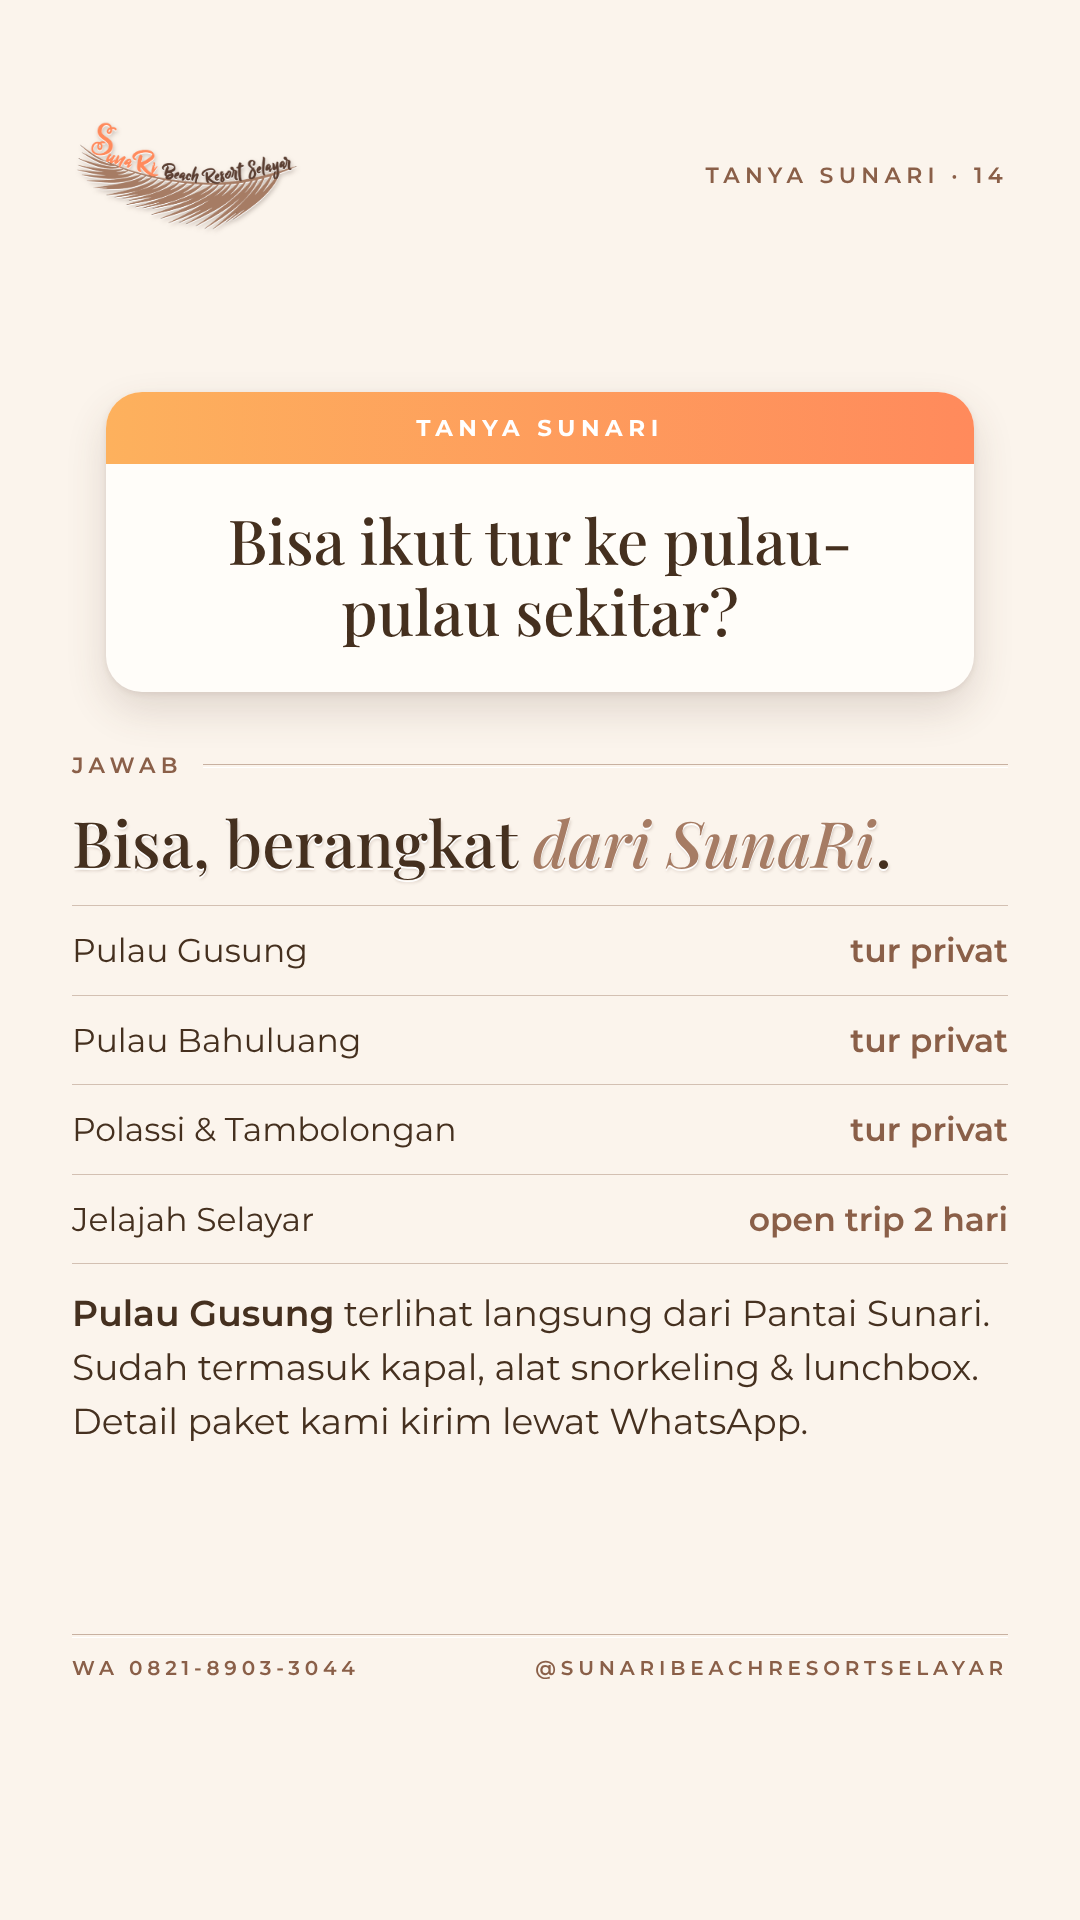 SunaRi Beach Resort Selayar
TANYA SUNARI · 14
TANYA SUNARI
Bisa ikut tur ke pulau-
pulau sekitar?
JAWAB
Bisa, berangkat dari SunaRi.
Pulau Gusung tur privat
Pulau Bahuluang tur privat
Polassi & Tambolongan tur privat
Jelajah Selayar open trip 2 hari
Pulau Gusung terlihat langsung dari Pantai Sunari.
Sudah termasuk kapal, alat snorkeling & lunchbox.
Detail paket kami kirim lewat WhatsApp.
WA 0821-8903-3044 @SUNARIBEACHRESORTSELAYAR